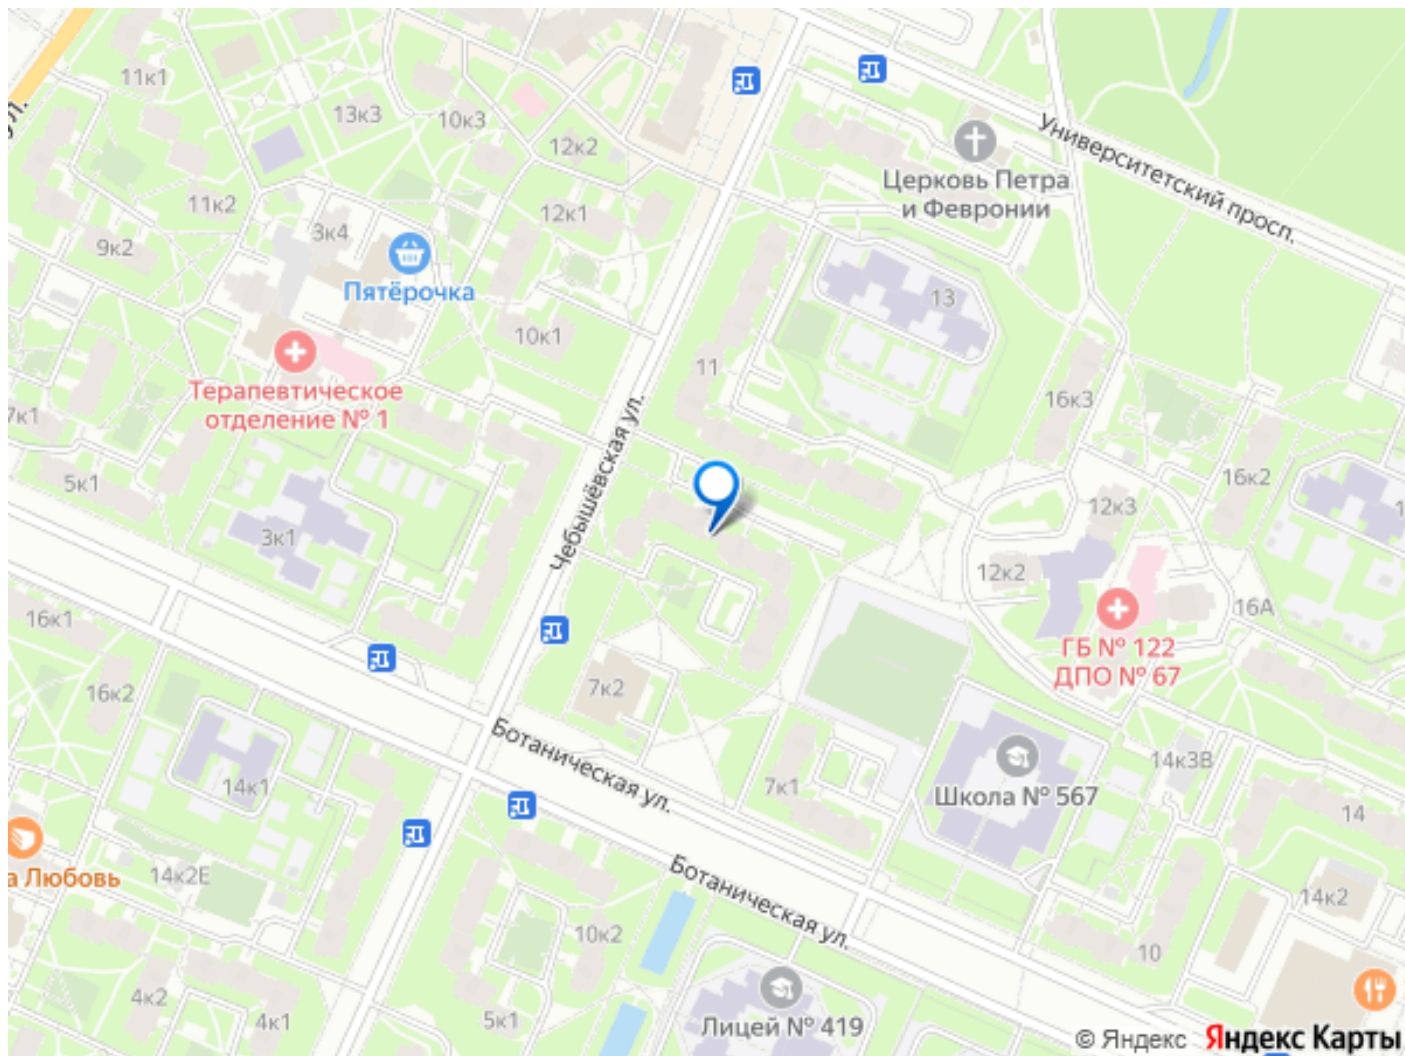 11к1
13к3
10к3
12к2
Университетский просп.
Церковь Петра
и Февронии
11к2
3к4
12к1
9к2
Пятёрочка
13
10к1
11
Терапевтическое
отделение № 1
7к1
16к3
Чебышёвская ул.
5к1
16к2
12к3
3к1
12к2
16А
16к1
ГБ № 122
ДПО № 67
16к2
7к2
Ботаническая ул.
14к1
7к1
14к3В
Школа № 567
14
а Любовь
14к2Е
Ботаническая ул.
14к2
10к2
10
4к2
4к1
5к1
Лицей № 419
© Яндекс Яндекс Карты
ул.